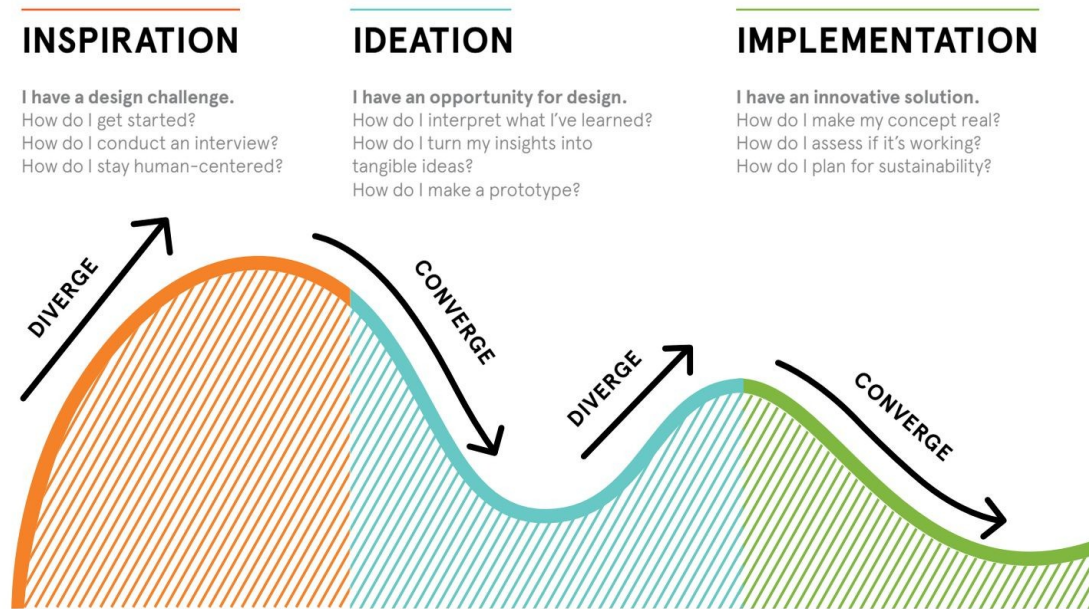 INSPIRATION
I have a design challenge.
How do I get started?
How do I conduct an interview?
How do I stay human-centered?
IDEATION
I have an opportunity for design.
How do I interpret what I've learned?
How do I turn my insights into
tangible ideas?
How do I make a prototype?
IMPLEMENTATION
I have an innovative solution.
How do I make my concept real?
How do I assess if it's working?
How do I plan for sustainability?
DIVERGE
CONVERGE
DIVERGE
CONVERGE